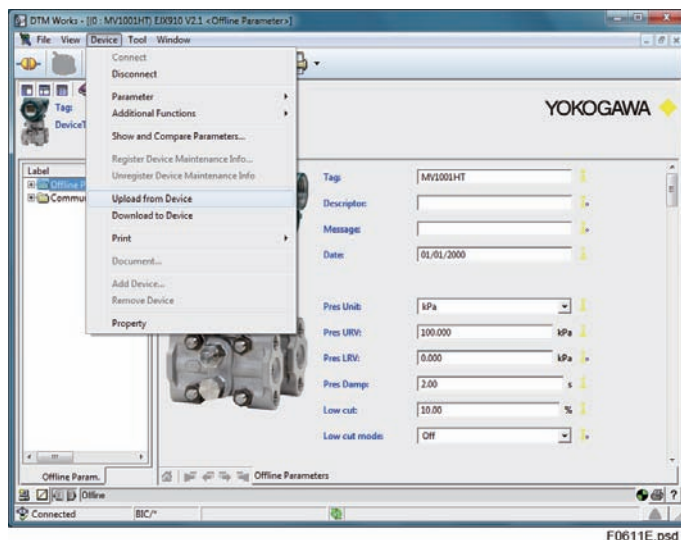 DTM Works - [(0 : MV1001HT) EJX910 V2.1 <Offline Parameter>]
File View Device Tool Window
Connect
Disconnect
Parameter
Additional Functions
Show and Compare Parameters...
Register Device Maintenance Info...
Unregister Device Maintenance Info
Upload from Device
Download to Device
Print
Document...
Add Device...
Remove Device
Property
Tag:
YOKOGAWA
Label
Offline P
Commu
Tag: MV1001HT
Descriptor:
Message:
Date: 01/01/2000
Pres Unit: kPa
Pres URV: 100.000 kPa
Pres LRV: 0.000 kPa
Pres Damp: 2.00 s
Low cut: 10.00 %
Low cut mode: Off
Offline Param.
Offline Parameters
Offline
Connected BIC/*
F0611E.psd